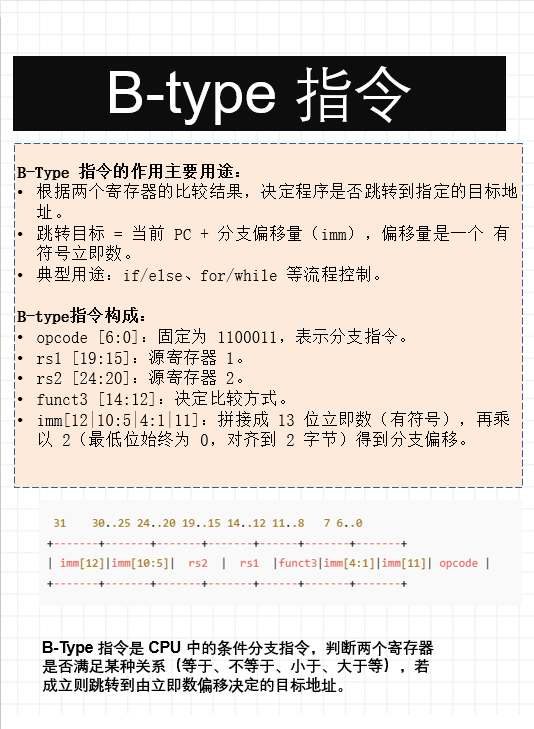 B-type 指令
B-Type 指令的作用主要用途:
• 根据两个寄存器的比较结果，决定程序是否跳转到指定的目标地
址。
• 跳转目标 = 当前 PC + 分支偏移量（imm），偏移量是一个 有
符号立即数。
• 典型用途：if/else、for/while 等流程控制。
B-type指令构成:
• opcode [6:0]：固定为 1100011，表示分支指令。
• rs1 [19:15]：源寄存器 1。
• rs2 [24:20]：源寄存器 2。
• funct3 [14:12]：决定比较方式。
• imm[12|10:5|4:1|11]：拼接成 13 位立即数（有符号），再乘
以 2（最低位始终为 0，对齐到 2 字节）得到分支偏移。
31 30..25 24..20 19..15 14..12 11..8 7 6..0
+-------+-------+-------+-------+------+-------+-------+
| imm[12]|imm[10:5]| rs2 | rs1 |funct3|imm[4:1]|imm[11]| opcode |
+-------+-------+-------+-------+------+-------+-------+
B-Type 指令是 CPU 中的条件分支指令，判断两个寄存器
是否满足某种关系（等于、不等于、小于、大于等），若
成立则跳转到由立即数偏移决定的目标地址。